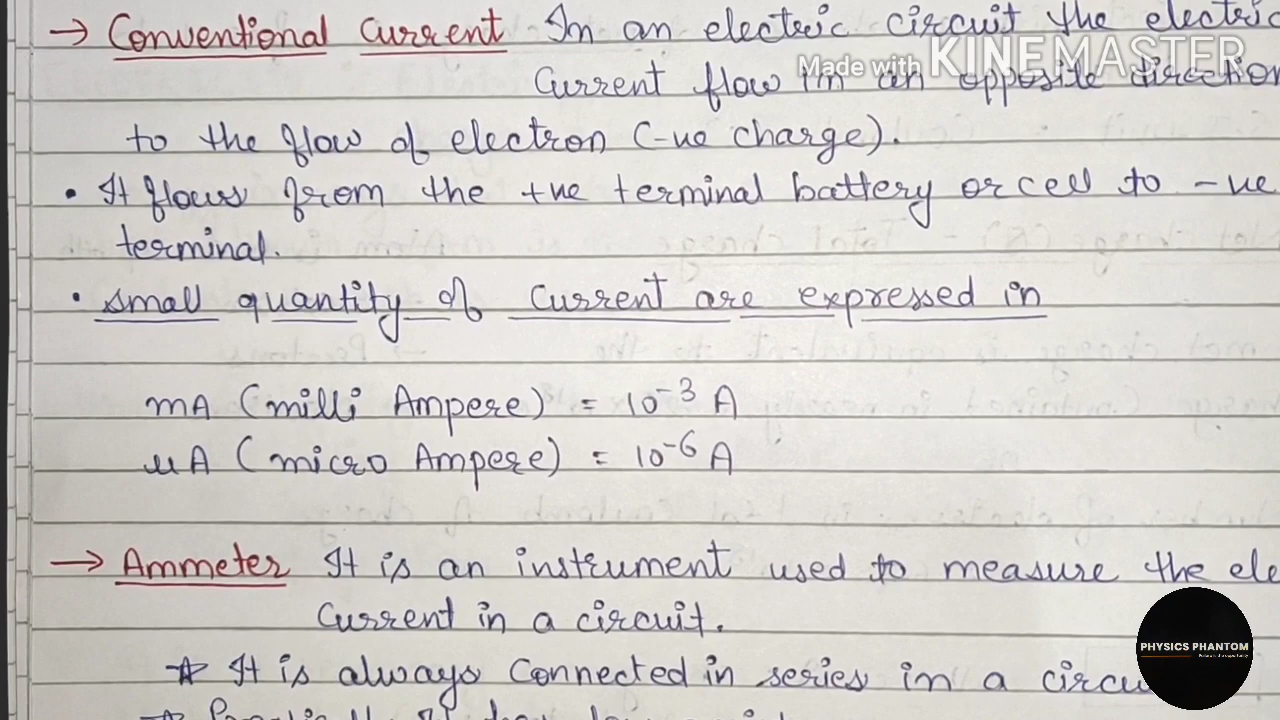 → Conventional Current In an electric circuit the electric
Made with KINEMASTER
Current flow in an opposite direction
to the flow of electron (-ve charge).
• It flows from the +ve terminal battery or cell to -ve
terminal.
• Small quantity of Current are expressed in
mA (milli Ampere) = 10⁻³ A
μA (micro Ampere) = 10⁻⁶ A
→ Ammeter It is an instrument used to measure the ele
Current in a circuit.
PHYSICS PHANTOM
☆ It is always Connected in series in a circu